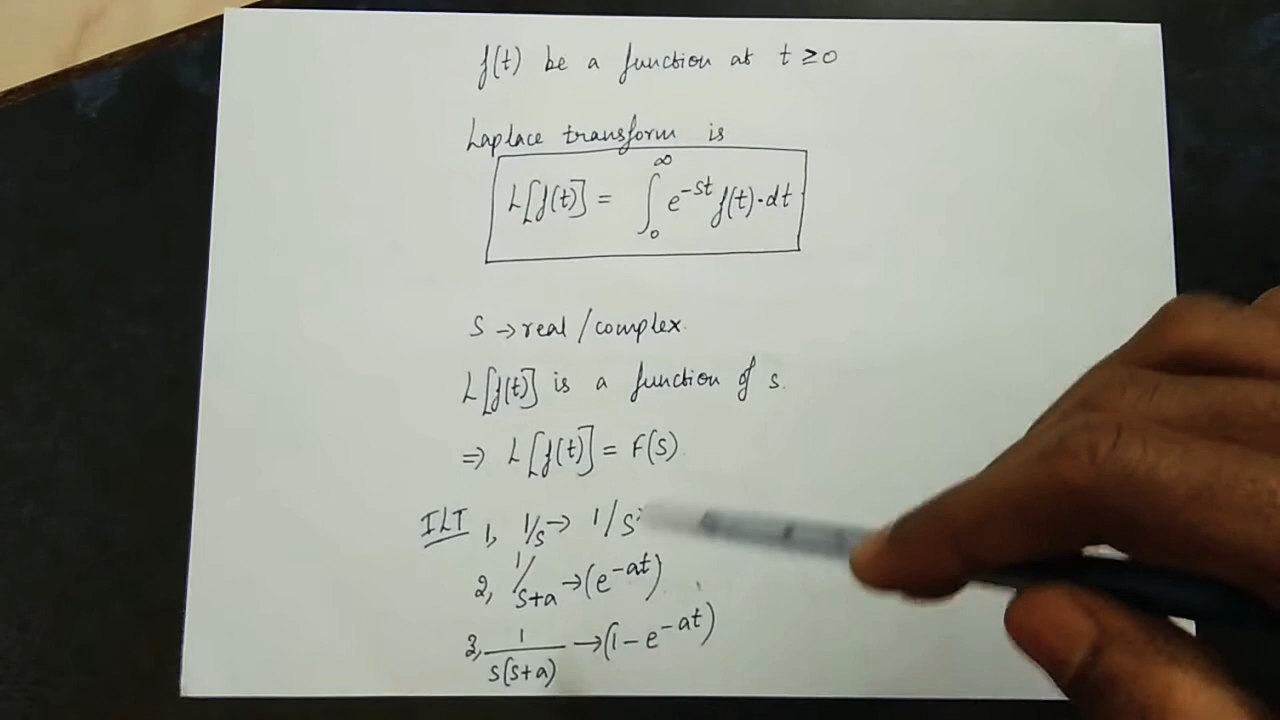 f(t) be a function at t ≥ 0
Laplace transform is
L[f(t)] = ∫₀^∞ e^{-st} f(t)·dt
S → real / complex.
L[f(t)] is a function of s.
⇒ L[f(t)] = F(s)
ILT 1, 1/s → 1/s
2, 1/s+a → (e^{-at})
3, 1/s(s+a) → (1 - e^{-at})